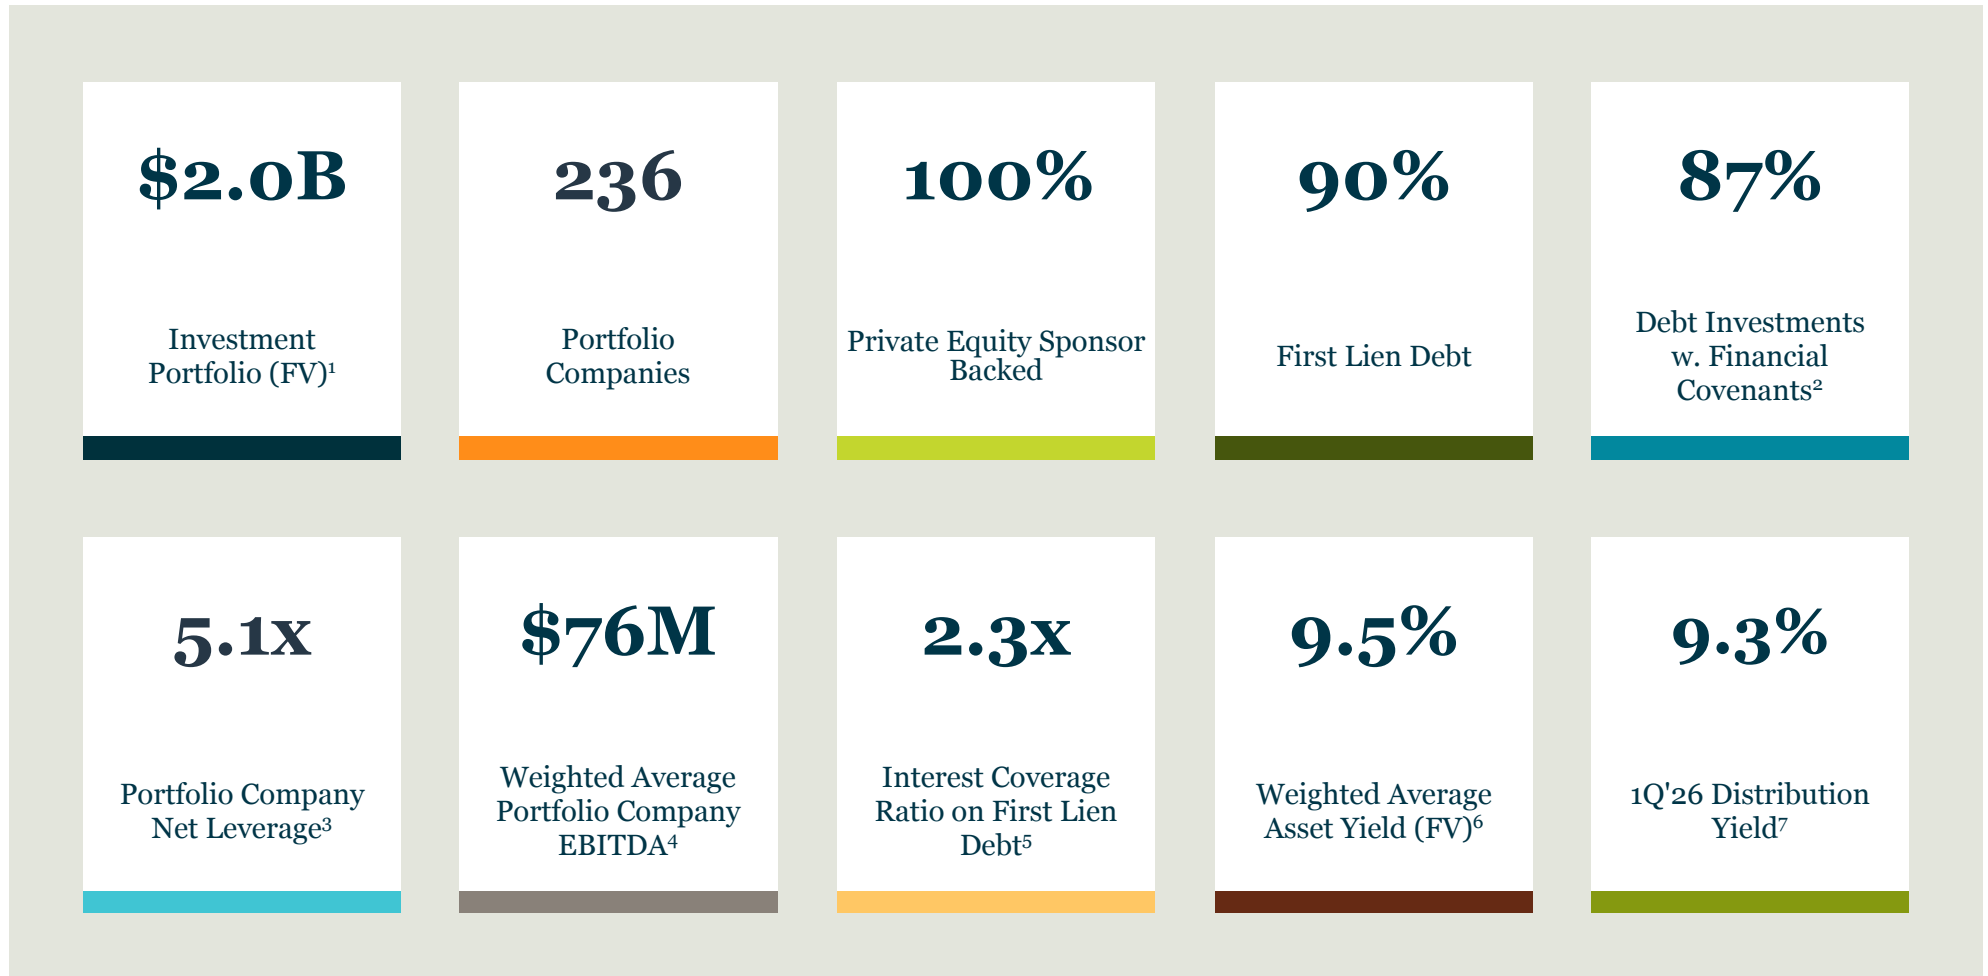 $2.0B
Investment
Portfolio (FV)¹
236
Portfolio
Companies
100%
Private Equity Sponsor
Backed
90%
First Lien Debt
87%
Debt Investments
w. Financial
Covenants²
5.1x
Portfolio Company
Net Leverage³
$76M
Weighted Average
Portfolio Company
EBITDA⁴
2.3x
Interest Coverage
Ratio on First Lien
Debt⁵
9.5%
Weighted Average
Asset Yield (FV)⁶
9.3%
1Q'26 Distribution
Yield⁷